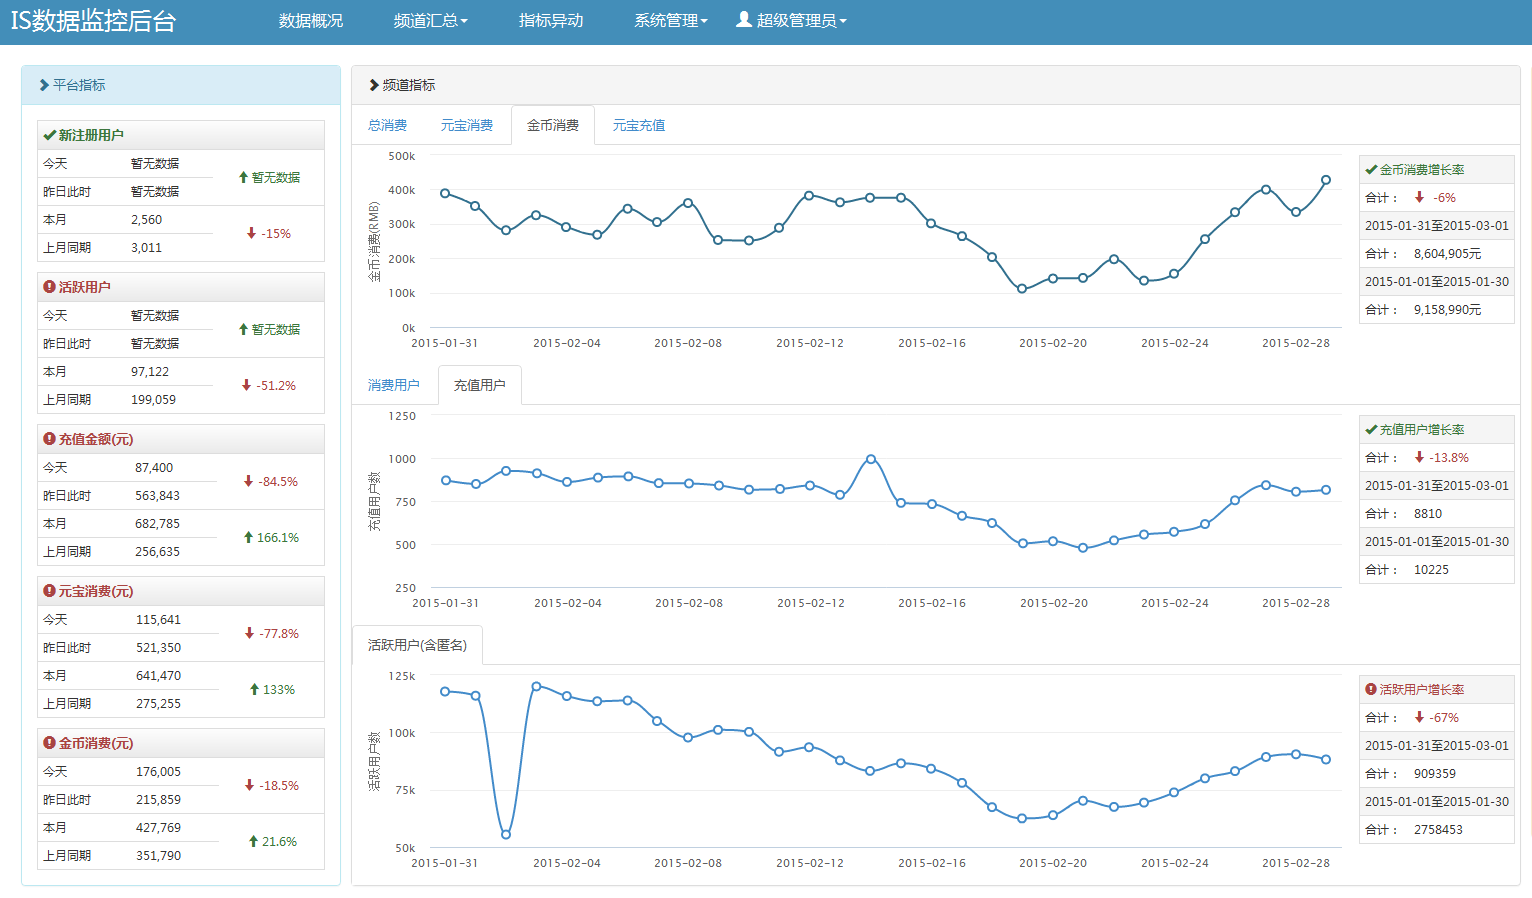 IS数据监控后台
数据概况 频道汇总 指标异动 系统管理 超级管理员
平台指标
新注册用户
今天 暂无数据
暂无数据
昨日此时 暂无数据
本月 2,560
-15%
上月同期 3,011
活跃用户
今天 暂无数据
暂无数据
昨日此时 暂无数据
本月 97,122
-51.2%
上月同期 199,059
充值金额(元)
今天 87,400
-84.5%
昨日此时 563,843
本月 682,785
166.1%
上月同期 256,635
元宝消费(元)
今天 115,641
-77.8%
昨日此时 521,350
本月 641,470
133%
上月同期 275,255
金币消费(元)
今天 176,005
-18.5%
昨日此时 215,859
本月 427,769
21.6%
上月同期 351,790
频道指标
总消费 元宝消费 金币消费 元宝充值
金币消费(RMB)
500k
400k
300k
200k
100k
0k
2015-01-31 2015-02-04 2015-02-08 2015-02-12 2015-02-16 2015-02-20 2015-02-24 2015-02-28
金币消费增长率
合计： -6%
2015-01-31至2015-03-01
合计： 8,604,905元
2015-01-01至2015-01-30
合计： 9,158,990元
消费用户 充值用户
充值用户数
1250
1000
750
500
250
2015-01-31 2015-02-04 2015-02-08 2015-02-12 2015-02-16 2015-02-20 2015-02-24 2015-02-28
充值用户增长率
合计： -13.8%
2015-01-31至2015-03-01
合计： 8810
2015-01-01至2015-01-30
合计： 10225
活跃用户(含匿名)
活跃用户数
125k
100k
75k
50k
2015-01-31 2015-02-04 2015-02-08 2015-02-12 2015-02-16 2015-02-20 2015-02-24 2015-02-28
活跃用户增长率
合计： -67%
2015-01-31至2015-03-01
合计： 909359
2015-01-01至2015-01-30
合计： 2758453